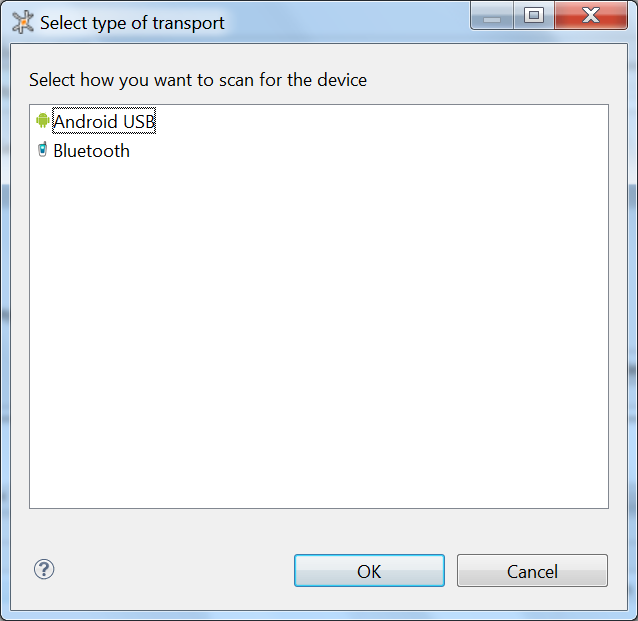 Select type of transport
Select how you want to scan for the device
Android USB
Bluetooth
?
OK
Cancel